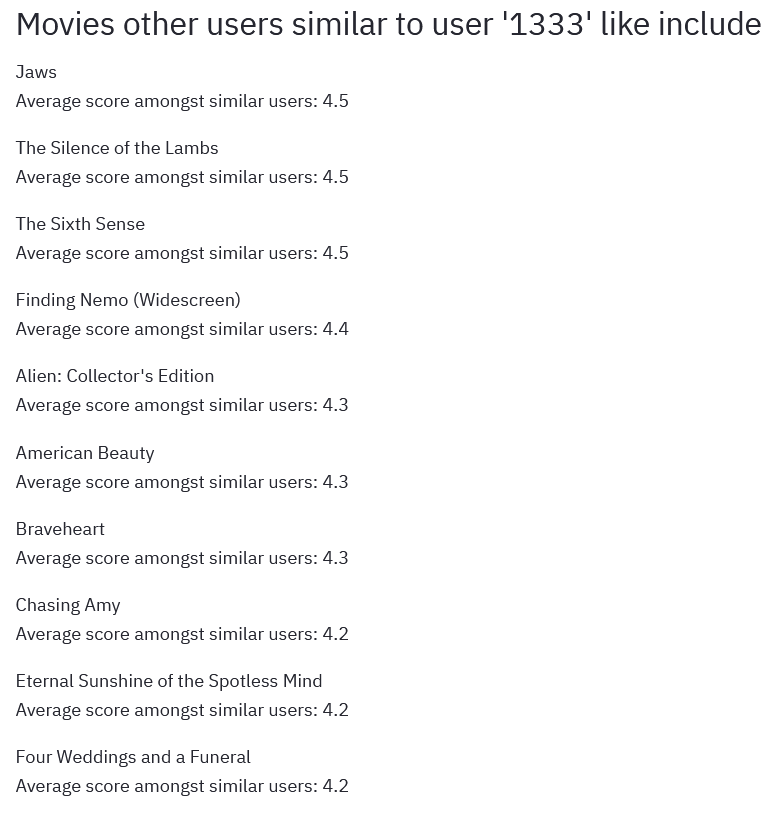 Movies other users similar to user '1333' like include
Jaws
Average score amongst similar users: 4.5
The Silence of the Lambs
Average score amongst similar users: 4.5
The Sixth Sense
Average score amongst similar users: 4.5
Finding Nemo (Widescreen)
Average score amongst similar users: 4.4
Alien: Collector's Edition
Average score amongst similar users: 4.3
American Beauty
Average score amongst similar users: 4.3
Braveheart
Average score amongst similar users: 4.3
Chasing Amy
Average score amongst similar users: 4.2
Eternal Sunshine of the Spotless Mind
Average score amongst similar users: 4.2
Four Weddings and a Funeral
Average score amongst similar users: 4.2